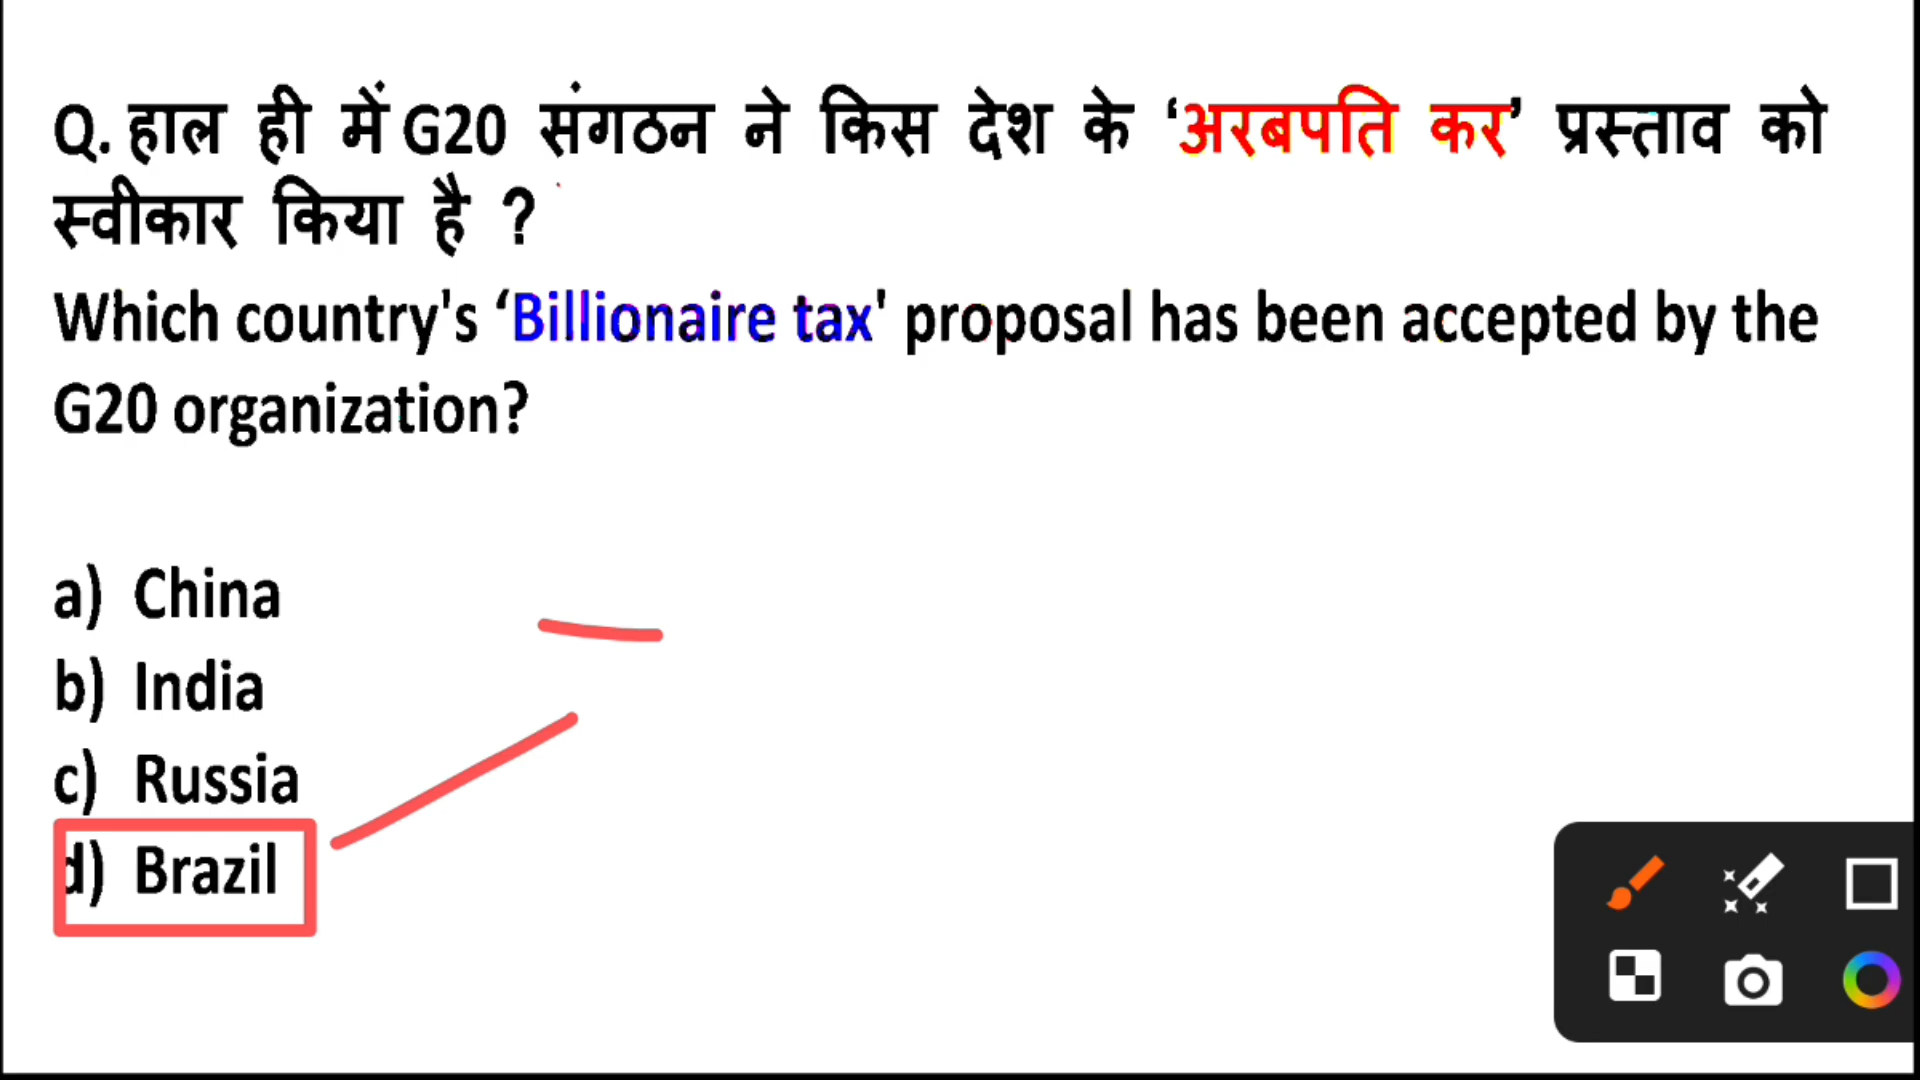 Q. हाल ही में G20 संगठन ने किस देश के ‘अरबपति कर’ प्रस्ताव को
स्वीकार किया है ?
Which country's ‘Billionaire tax' proposal has been accepted by the
G20 organization?
a) China
b) India
c) Russia
d) Brazil